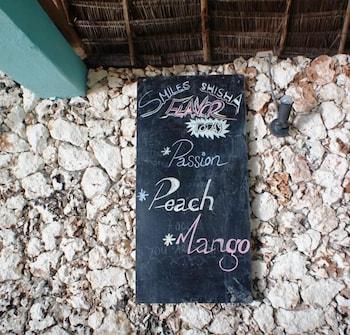 SMILES SHISHA
FLAVOR
TODAY
*Passion
*Peach
*Mango